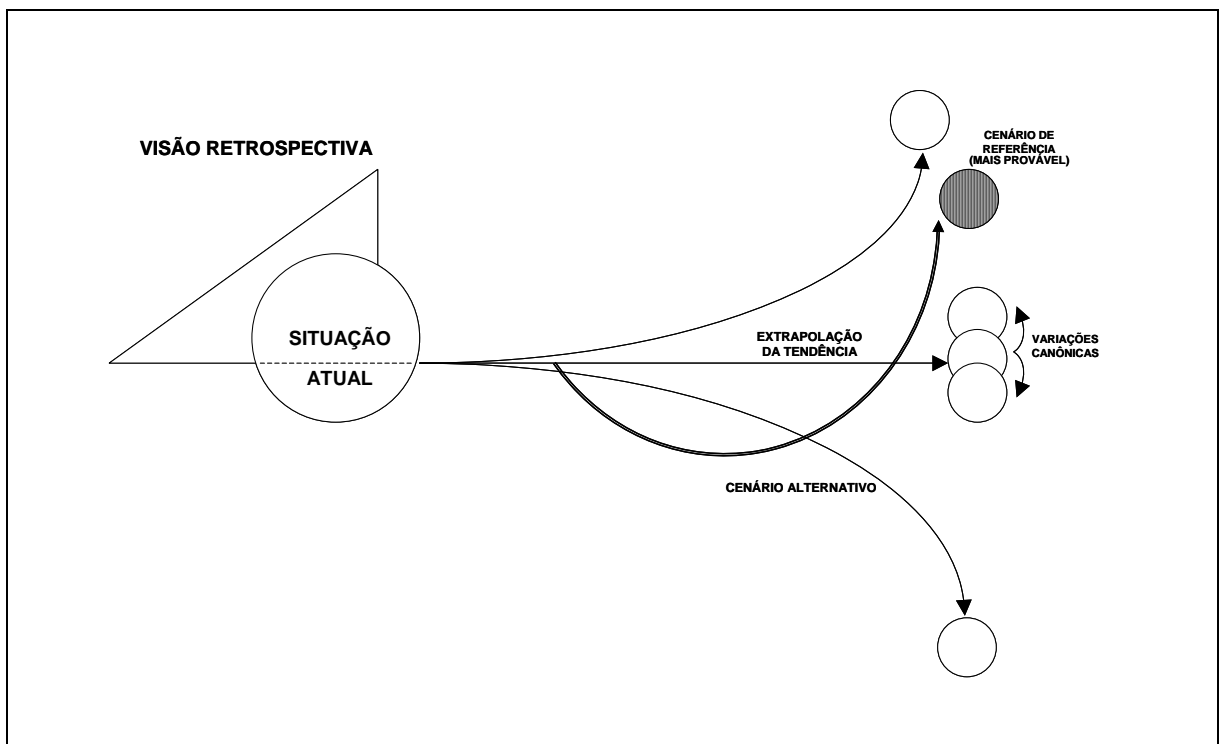 VISÃO RETROSPECTIVA
CENÁRIO DE
REFERÊNCIA
(MAIS PROVÁVEL)
SITUAÇÃO
ATUAL
EXTRAPOLAÇÃO
DA TENDÊNCIA
VARIAÇÕES
CANÔNICAS
CENÁRIO ALTERNATIVO